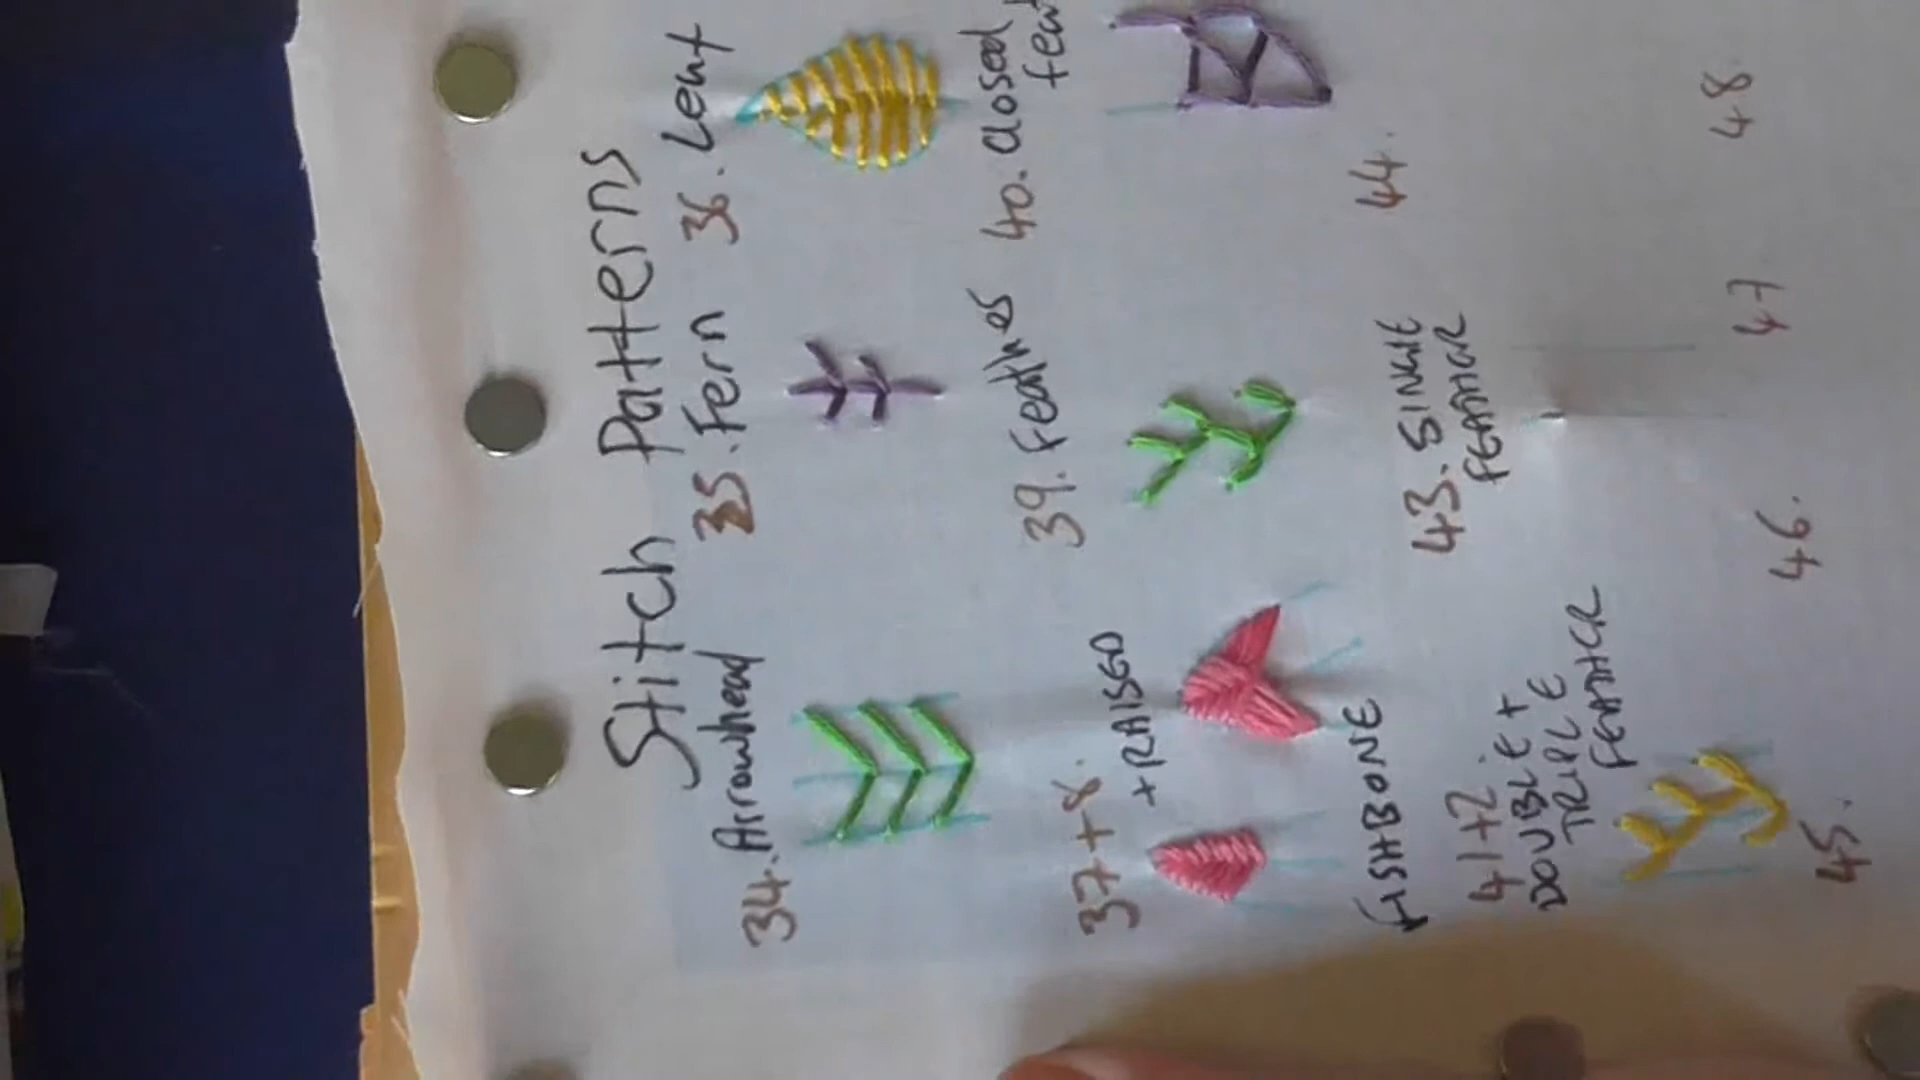 Stitch Patterns
34. Arrowhead
35. Fern
36. Leaf
37+8.
+RAISED
FISHBONE
39. Feather
40. closed
41+2.
DOUBLE +
TRIPLE
FEATHER
43. SINGLE
FEATHER
44.
45.
46.
47
48